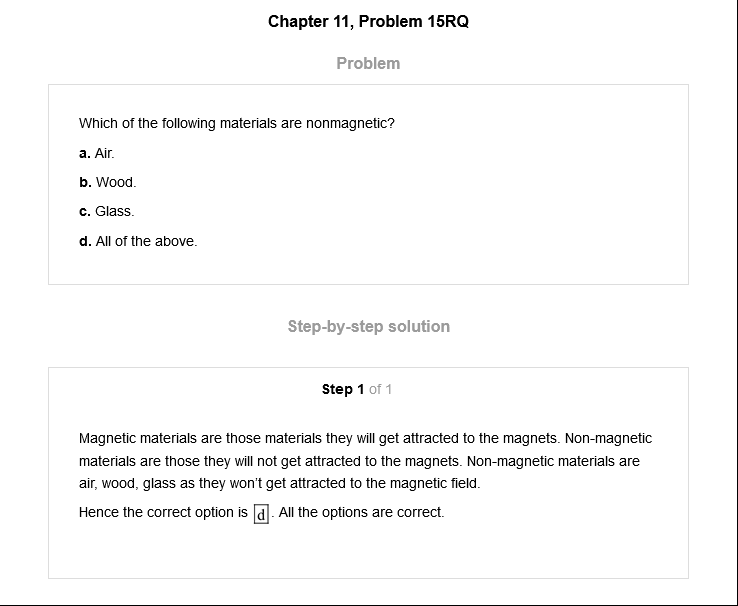 Chapter 11, Problem 15RQ
Problem
Which of the following materials are nonmagnetic?
a. Air.
b. Wood.
c. Glass.
d. All of the above.
Step-by-step solution
Step 1 of 1
Magnetic materials are those materials they will get attracted to the magnets. Non-magnetic
materials are those they will not get attracted to the magnets. Non-magnetic materials are
air, wood, glass as they won't get attracted to the magnetic field.
Hence the correct option is d. All the options are correct.